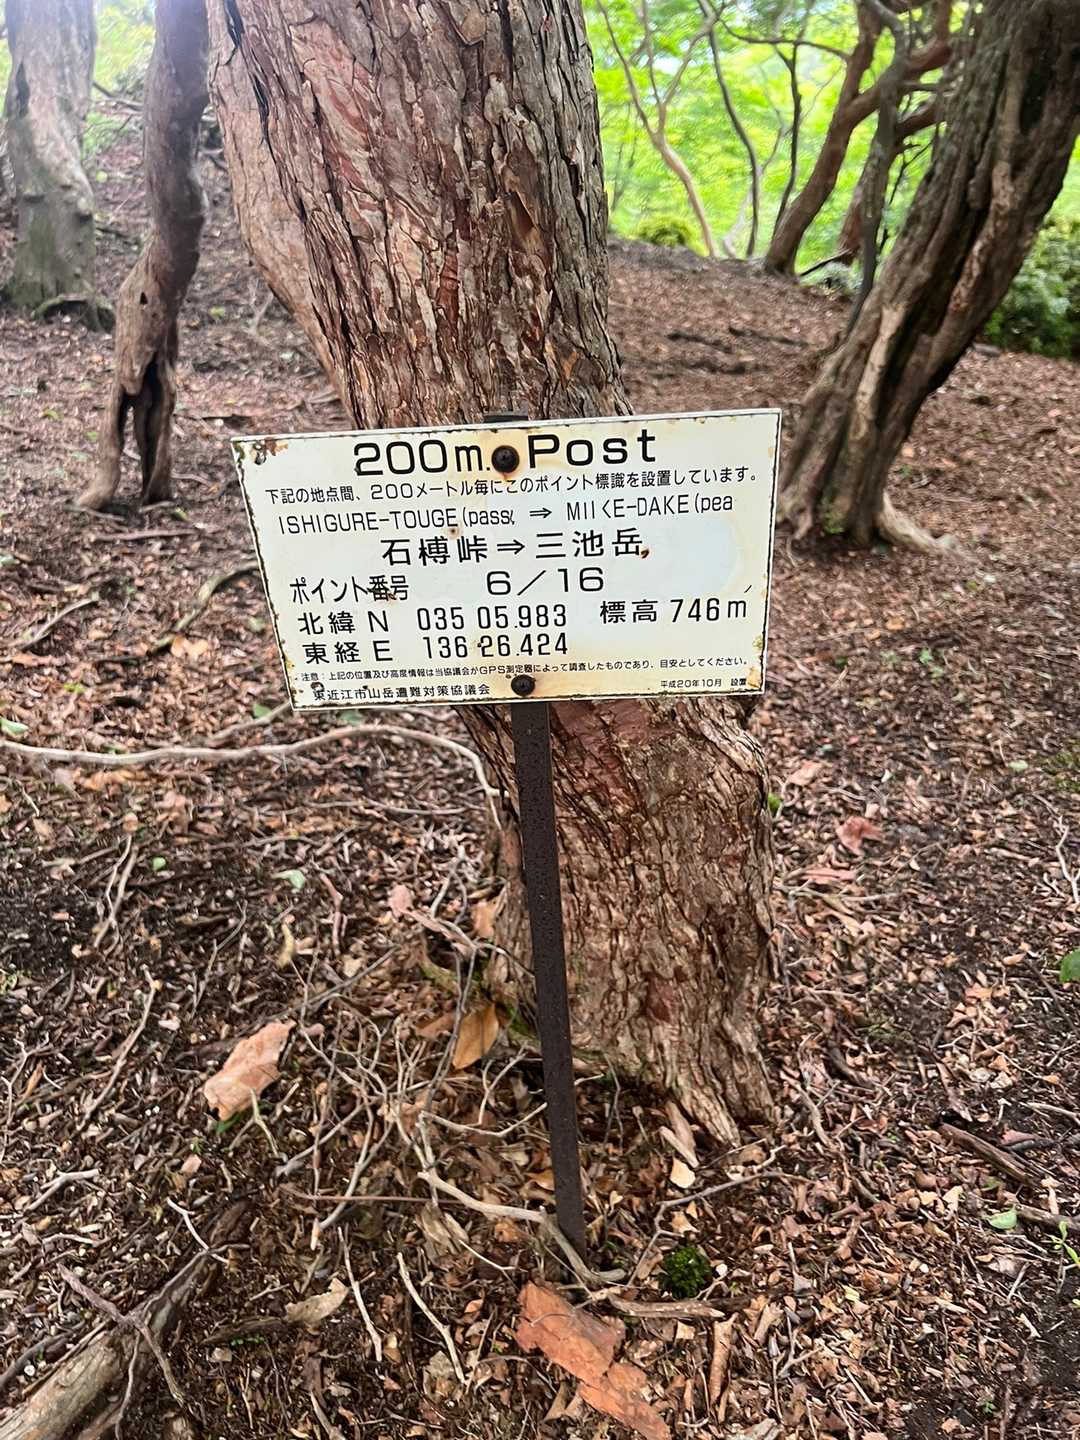 200m. Post
下記の地点間、200メートル毎にこのポイント標識を設置しています。
ISHIGURE-TOUGE(pass ⇒ MIIKE-DAKE(pea
石榑峠⇒三池岳
ポイント番号 6/16
北緯 N 035 05.983 標高 746m
東経 E 136 26.424
注意：上記の位置及び高度情報は当協議会がGPS測定器によって調査したものであり、目安としてください。
東近江市山岳遭難対策協議会 平成20年10月 設置